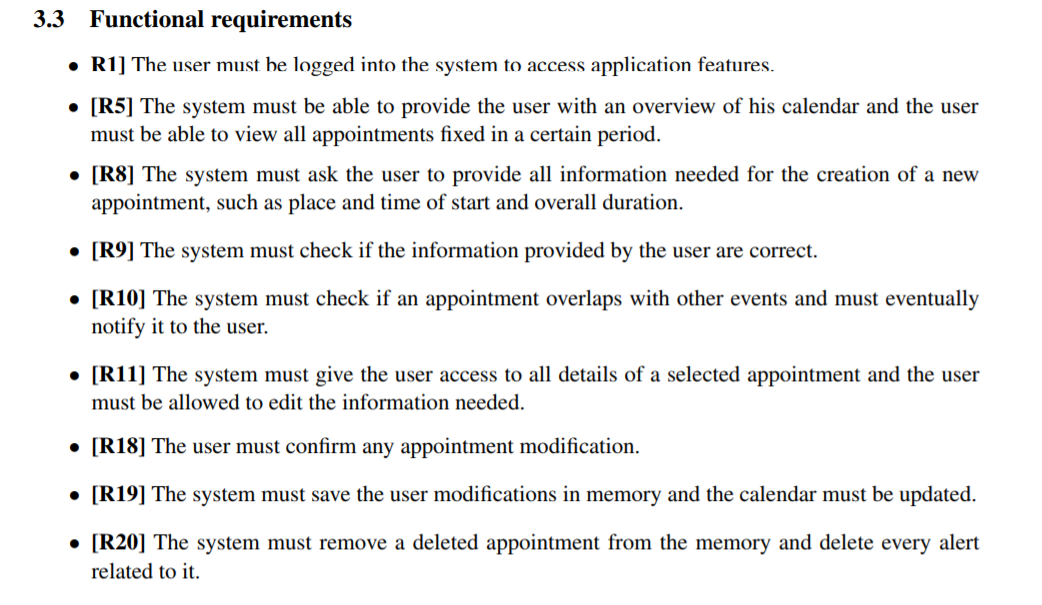 3.3 Functional requirements
• R1] The user must be logged into the system to access application features.
• [R5] The system must be able to provide the user with an overview of his calendar and the user
must be able to view all appointments fixed in a certain period.
• [R8] The system must ask the user to provide all information needed for the creation of a new
appointment, such as place and time of start and overall duration.
• [R9] The system must check if the information provided by the user are correct.
• [R10] The system must check if an appointment overlaps with other events and must eventually
notify it to the user.
• [R11] The system must give the user access to all details of a selected appointment and the user
must be allowed to edit the information needed.
• [R18] The user must confirm any appointment modification.
• [R19] The system must save the user modifications in memory and the calendar must be updated.
• [R20] The system must remove a deleted appointment from the memory and delete every alert
related to it.